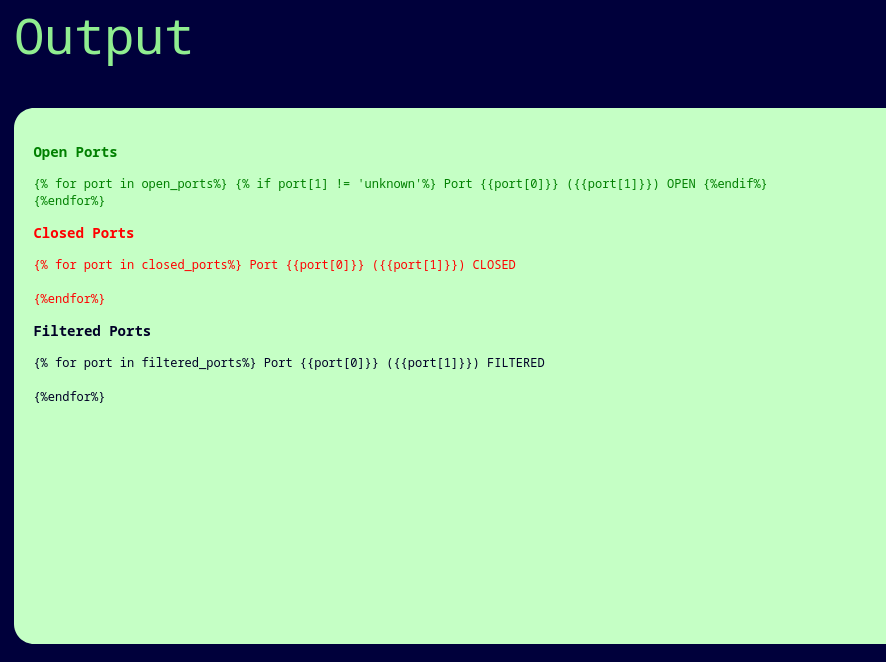 Output
Open Ports
{% for port in open_ports%} {% if port[1] != 'unknown'%} Port {{port[0]}} ({{port[1]}}) OPEN {%endif%}
{%endfor%}
Closed Ports
{% for port in closed_ports%} Port {{port[0]}} ({{port[1]}}) CLOSED
{%endfor%}
Filtered Ports
{% for port in filtered_ports%} Port {{port[0]}} ({{port[1]}}) FILTERED
{%endfor%}